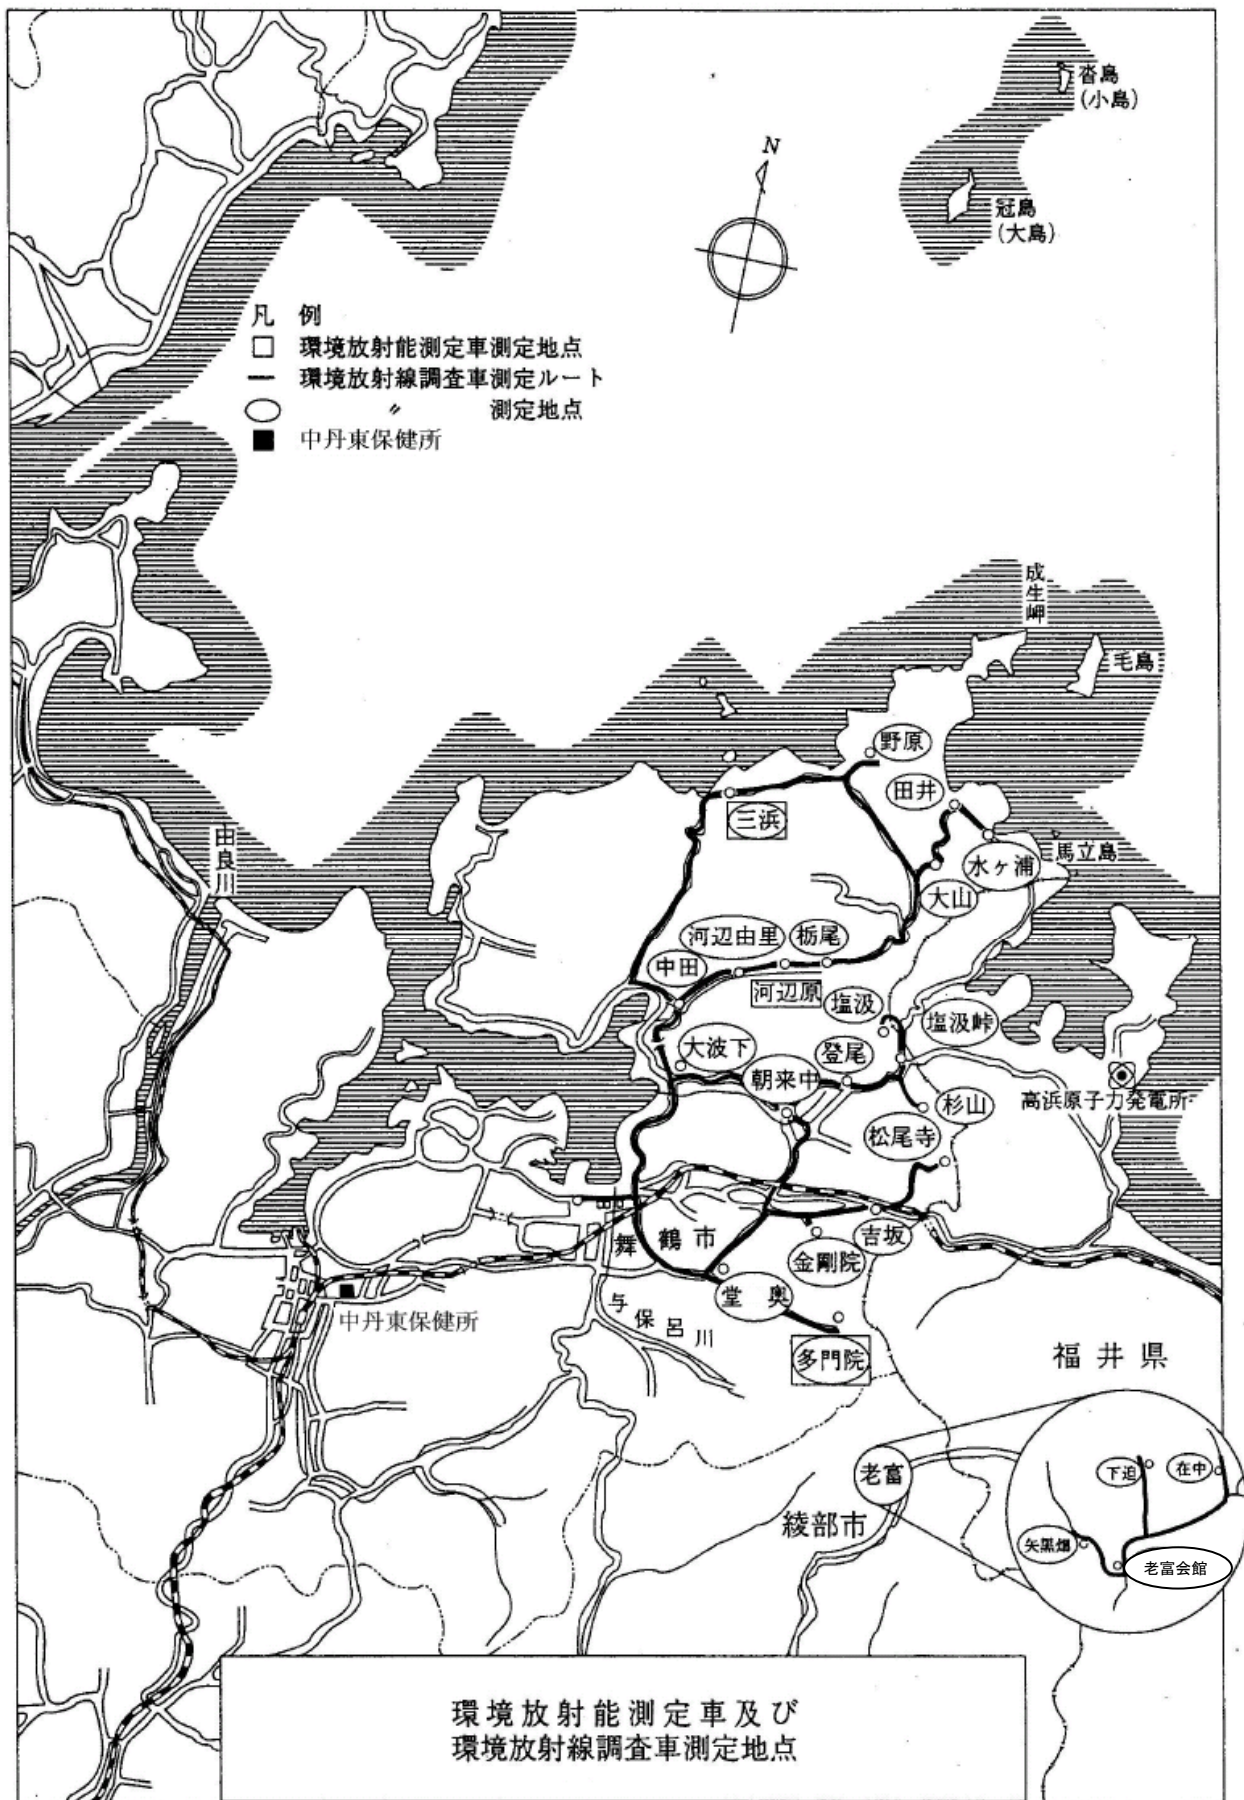 沓島
(小島)
N
冠島
(大島)
凡 例
環境放射能測定車測定地点
環境放射線調査車測定ルート
〃 測定地点
中丹東保健所
成生岬
毛島
野原
田井
三浜
由良川
馬立島
水ヶ浦
大山
河辺由里
栃尾
中田
河辺原
塩汲
塩汲峠
大波下
登尾
朝来中
高浜原子力発電所
杉山
松尾寺
舞鶴市
吉坂
金剛院
堂奥
中丹東保健所
与保呂川
多門院
福井県
老富
下迫
在中
綾部市
矢黒畑
老富会館
環境放射能測定車及び
環境放射線調査車測定地点